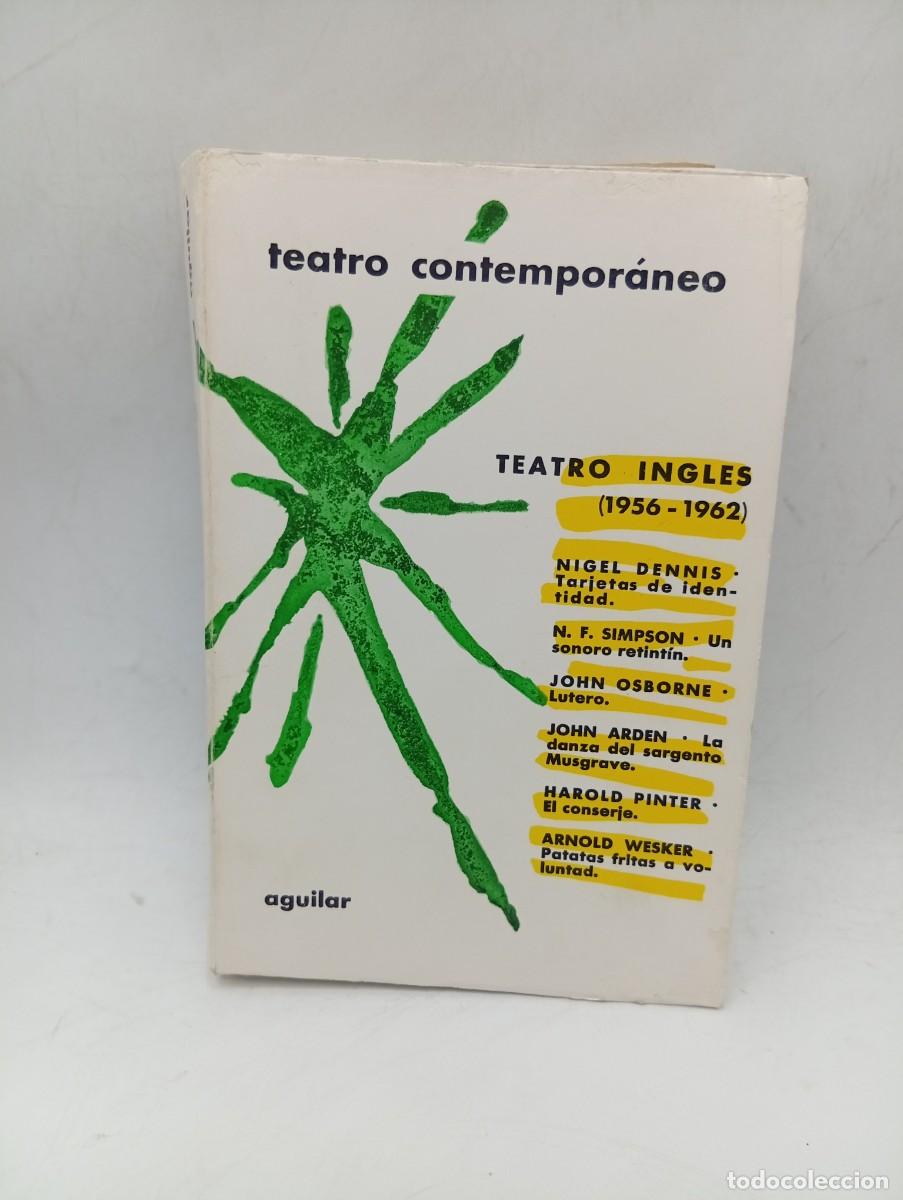 teatro contemporáneo
TEATRO INGLES
(1956 - 1962)
NIGEL DENNIS ·
Tarjetas de iden-
tidad.
N. F. SIMPSON · Un
sonoro retintín.
JOHN OSBORNE ·
Lutero.
JOHN ARDEN · La
danza del sargento
Musgrave.
HAROLD PINTER ·
El conserje.
ARNOLD WESKER ·
Patatas fritas a vo-
luntad.
aguilar
todocoleccion